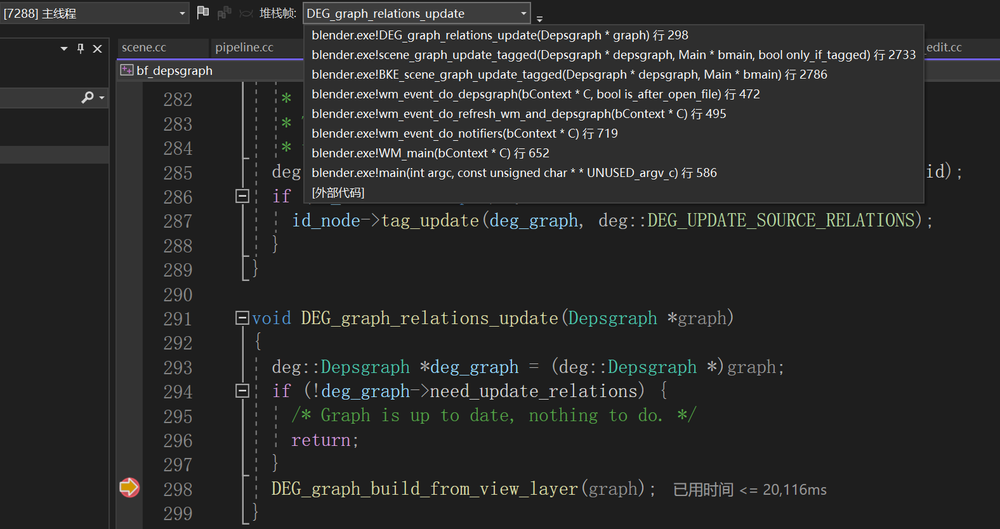 [7288] 主线程 堆栈帧: DEG_graph_relations_update
blender.exe!DEG_graph_relations_update(Depsgraph * graph) 行 298
blender.exe!scene_graph_update_tagged(Depsgraph * depsgraph, Main * bmain, bool only_if_tagged) 行 2733
blender.exe!BKE_scene_graph_update_tagged(Depsgraph * depsgraph, Main * bmain) 行 2786
blender.exe!wm_event_do_depsgraph(bContext * C, bool is_after_open_file) 行 472
blender.exe!wm_event_do_refresh_wm_and_depsgraph(bContext * C) 行 495
blender.exe!wm_event_do_notifiers(bContext * C) 行 719
blender.exe!WM_main(bContext * C) 行 652
blender.exe!main(int argc, const unsigned char * * UNUSED_argv_c) 行 586
[外部代码]
scene.cc pipeline.cc edit.cc
bf_depsgraph
282 *
283 *
284 *
285 deg id);
286 if
287 id_node->tag_update(deg_graph, deg::DEG_UPDATE_SOURCE_RELATIONS);
288 }
289 }
290
291 void DEG_graph_relations_update(Depsgraph *graph)
292 {
293 deg::Depsgraph *deg_graph = (deg::Depsgraph *)graph;
294 if (!deg_graph->need_update_relations) {
295 /* Graph is up to date, nothing to do. */
296 return;
297 }
298 DEG_graph_build_from_view_layer(graph); 已用时间 <= 20,116ms
299 }